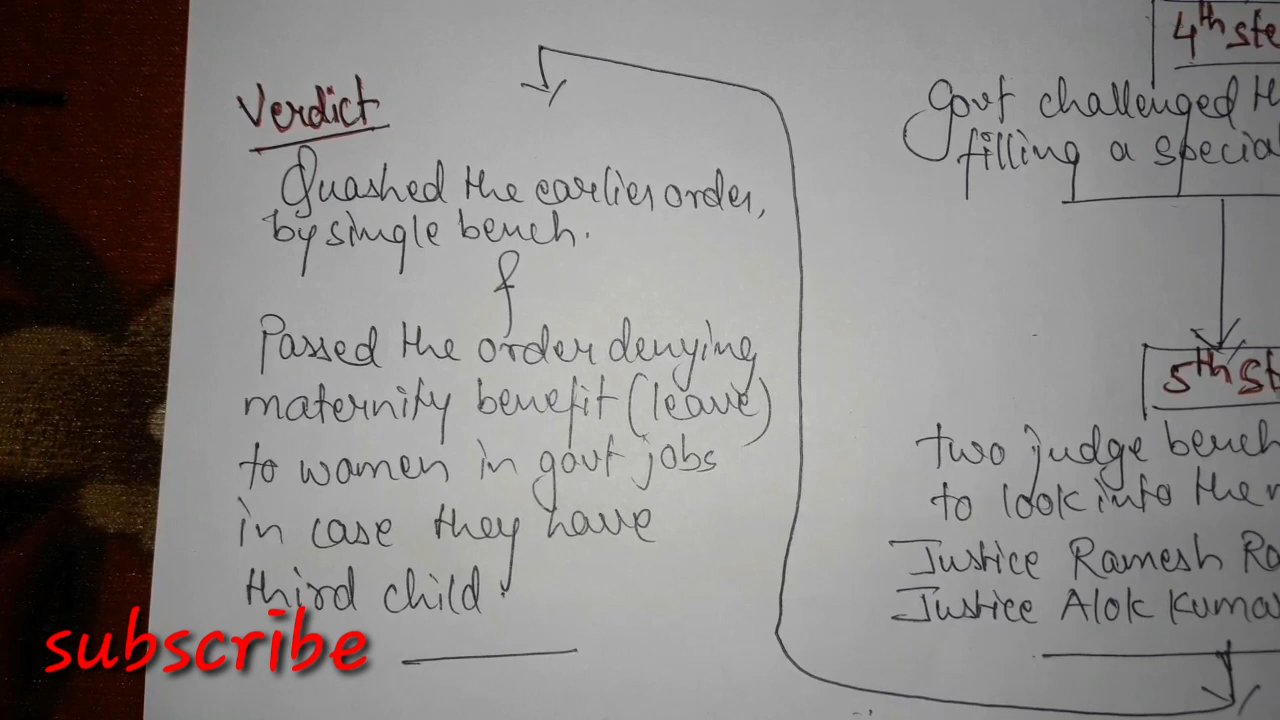 Verdict
Quashed the earlier order,
by single bench.
&
Passed the order denying
maternity benefit (leave)
to women in govt jobs
in case they have
third child.
4th ste
Govt challenged th
filling a specia
5th St
two judge bench
to look into the
Justice Ramesh Ra
Justice Alok Kuma
subscribe